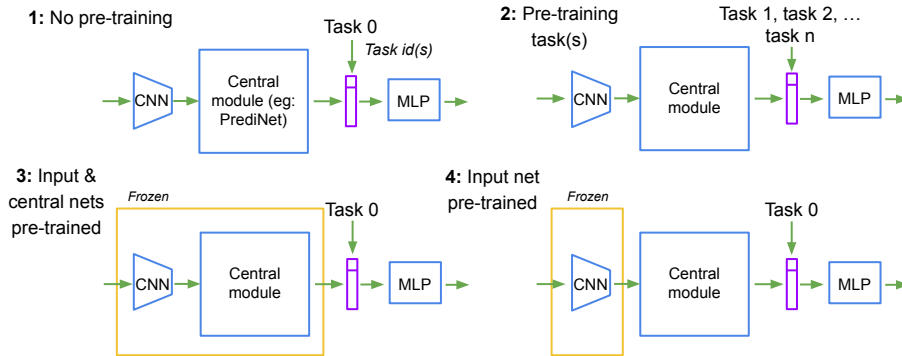 1: No pre-training
Task 0
Task id(s)
CNN
Central
module (eg:
PrediNet)
MLP
2: Pre-training
task(s)
Task 1, task 2, …
task n
CNN
Central
module
MLP
3: Input &
central nets
pre-trained
Frozen
Task 0
CNN
Central
module
MLP
4: Input net
pre-trained
Frozen
Task 0
CNN
Central
module
MLP